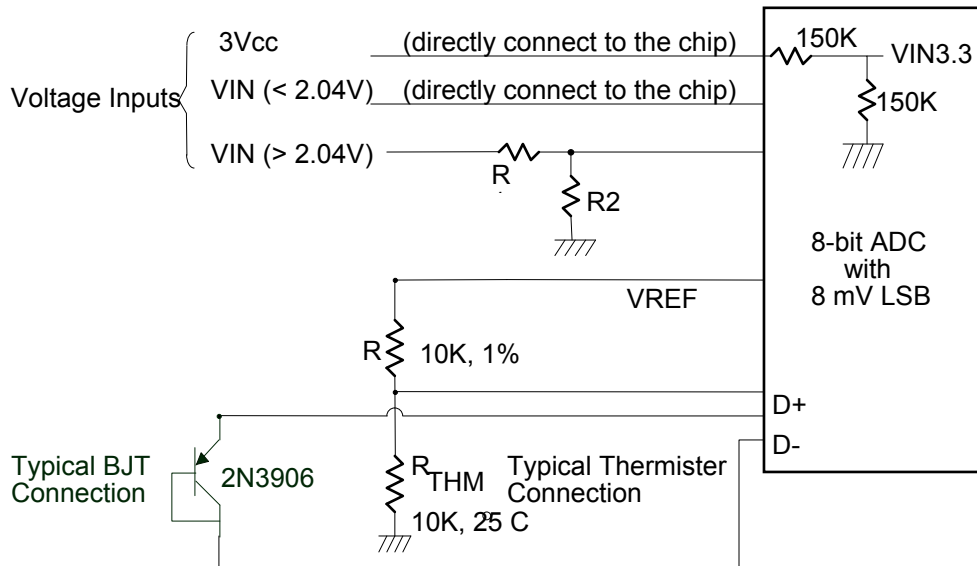 3Vcc (directly connect to the chip)
150K
VIN3.3
Voltage Inputs
VIN (< 2.04V) (directly connect to the chip)
150K
VIN (> 2.04V)
R
R2
8-bit ADC
with
8 mV LSB
VREF
R 10K, 1%
D+
D-
Typical BJT
Connection
2N3906
RTHM
10K, 25°C
Typical Thermister
Connection